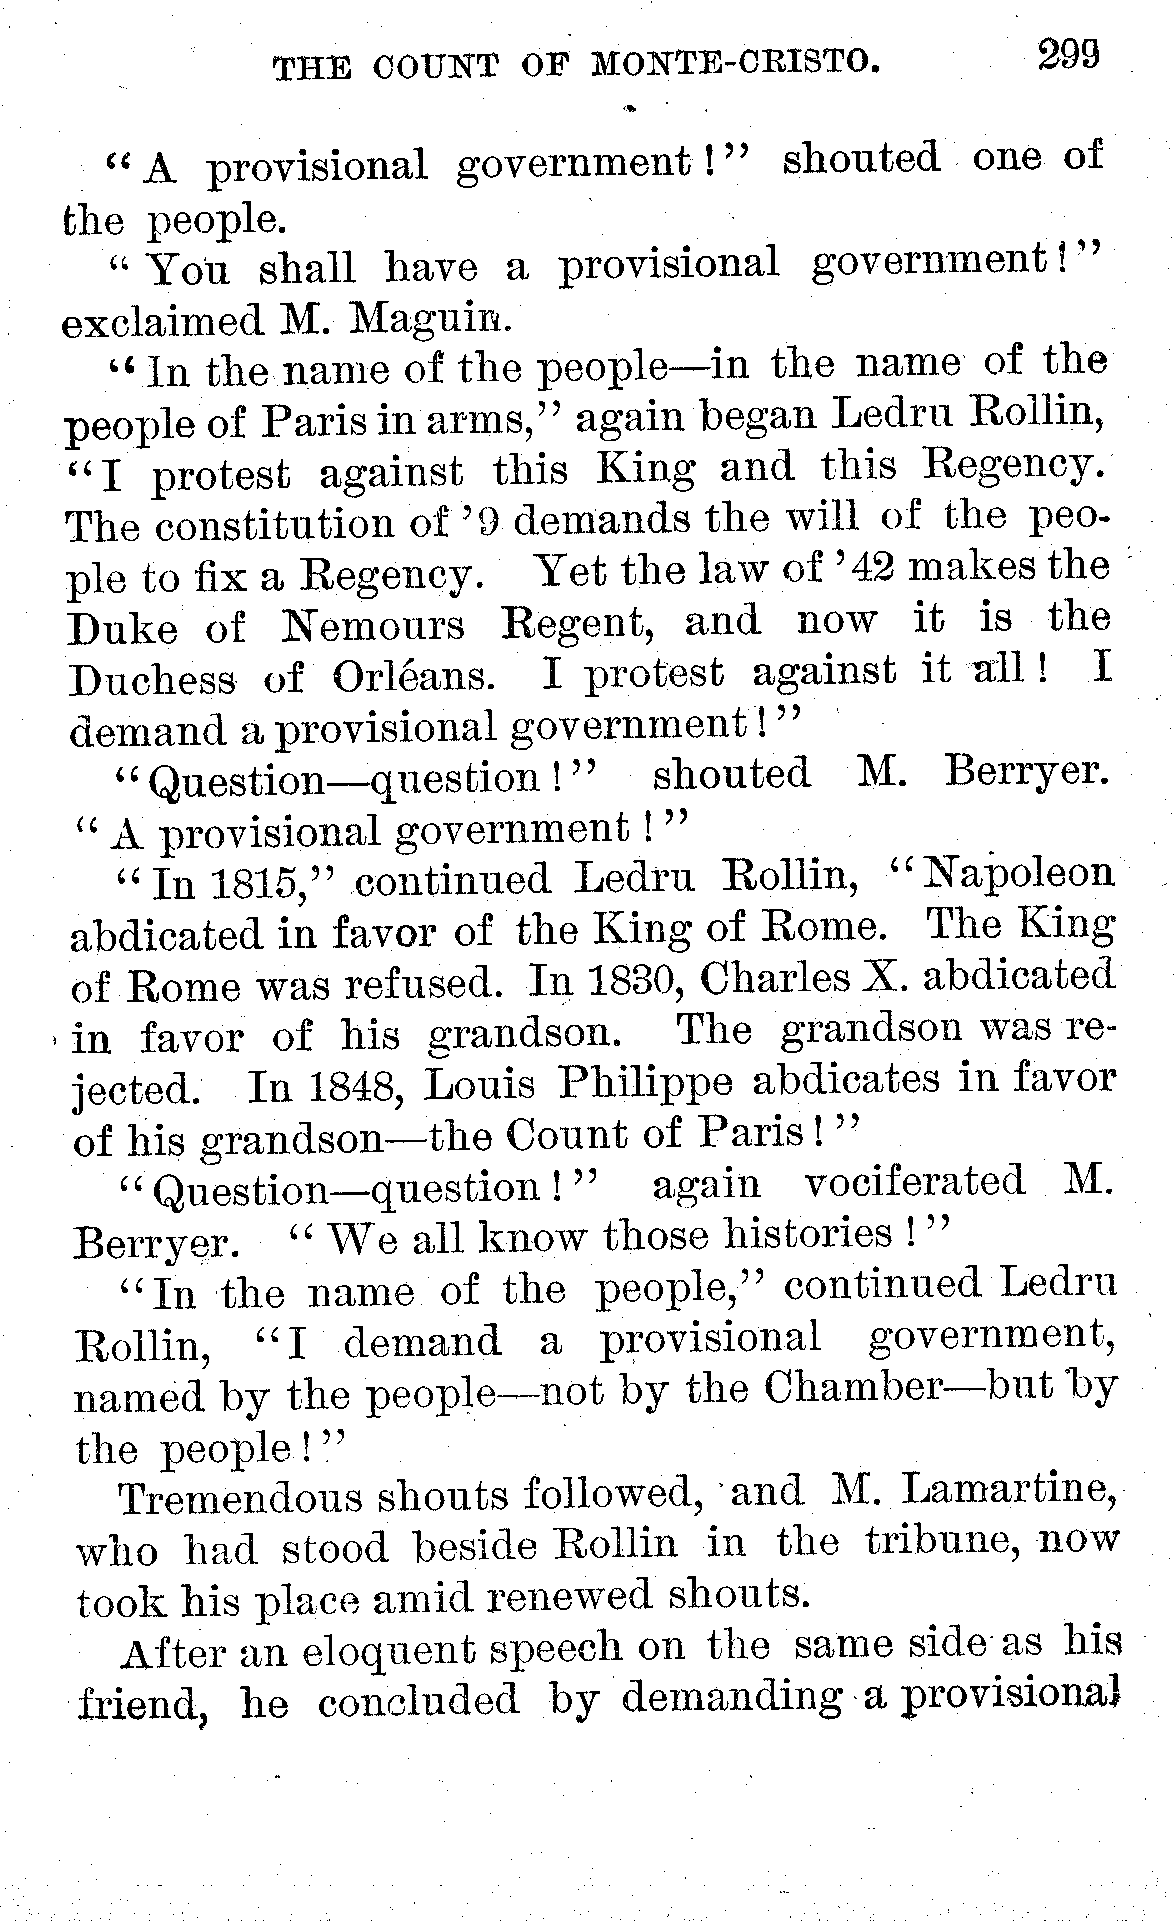 THE COUNT OF MONTE-CRISTO. 299
"A provisional government!" shouted one of
the people.
"You shall have a provisional government!"
exclaimed M. Maguin.
"In the name of the people—in the name of the
people of Paris in arms," again began Ledru Rollin,
"I protest against this King and this Regency.
The constitution of '9 demands the will of the peo-
ple to fix a Regency. Yet the law of '42 makes the
Duke of Nemours Regent, and now it is the
Duchess of Orléans. I protest against it all! I
demand a provisional government!"
"Question—question!" shouted M. Berryer.
"A provisional government!"
"In 1815," continued Ledru Rollin, "Napoleon
abdicated in favor of the King of Rome. The King
of Rome was refused. In 1830, Charles X. abdicated
in favor of his grandson. The grandson was re-
jected. In 1848, Louis Philippe abdicates in favor
of his grandson—the Count of Paris!"
"Question—question!" again vociferated M.
Berryer. "We all know those histories!"
"In the name of the people," continued Ledru
Rollin, "I demand a provisional government,
named by the people—not by the Chamber—but by
the people!"
Tremendous shouts followed, and M. Lamartine,
who had stood beside Rollin in the tribune, now
took his place amid renewed shouts.
After an eloquent speech on the same side as his
friend, he concluded by demanding a provisional